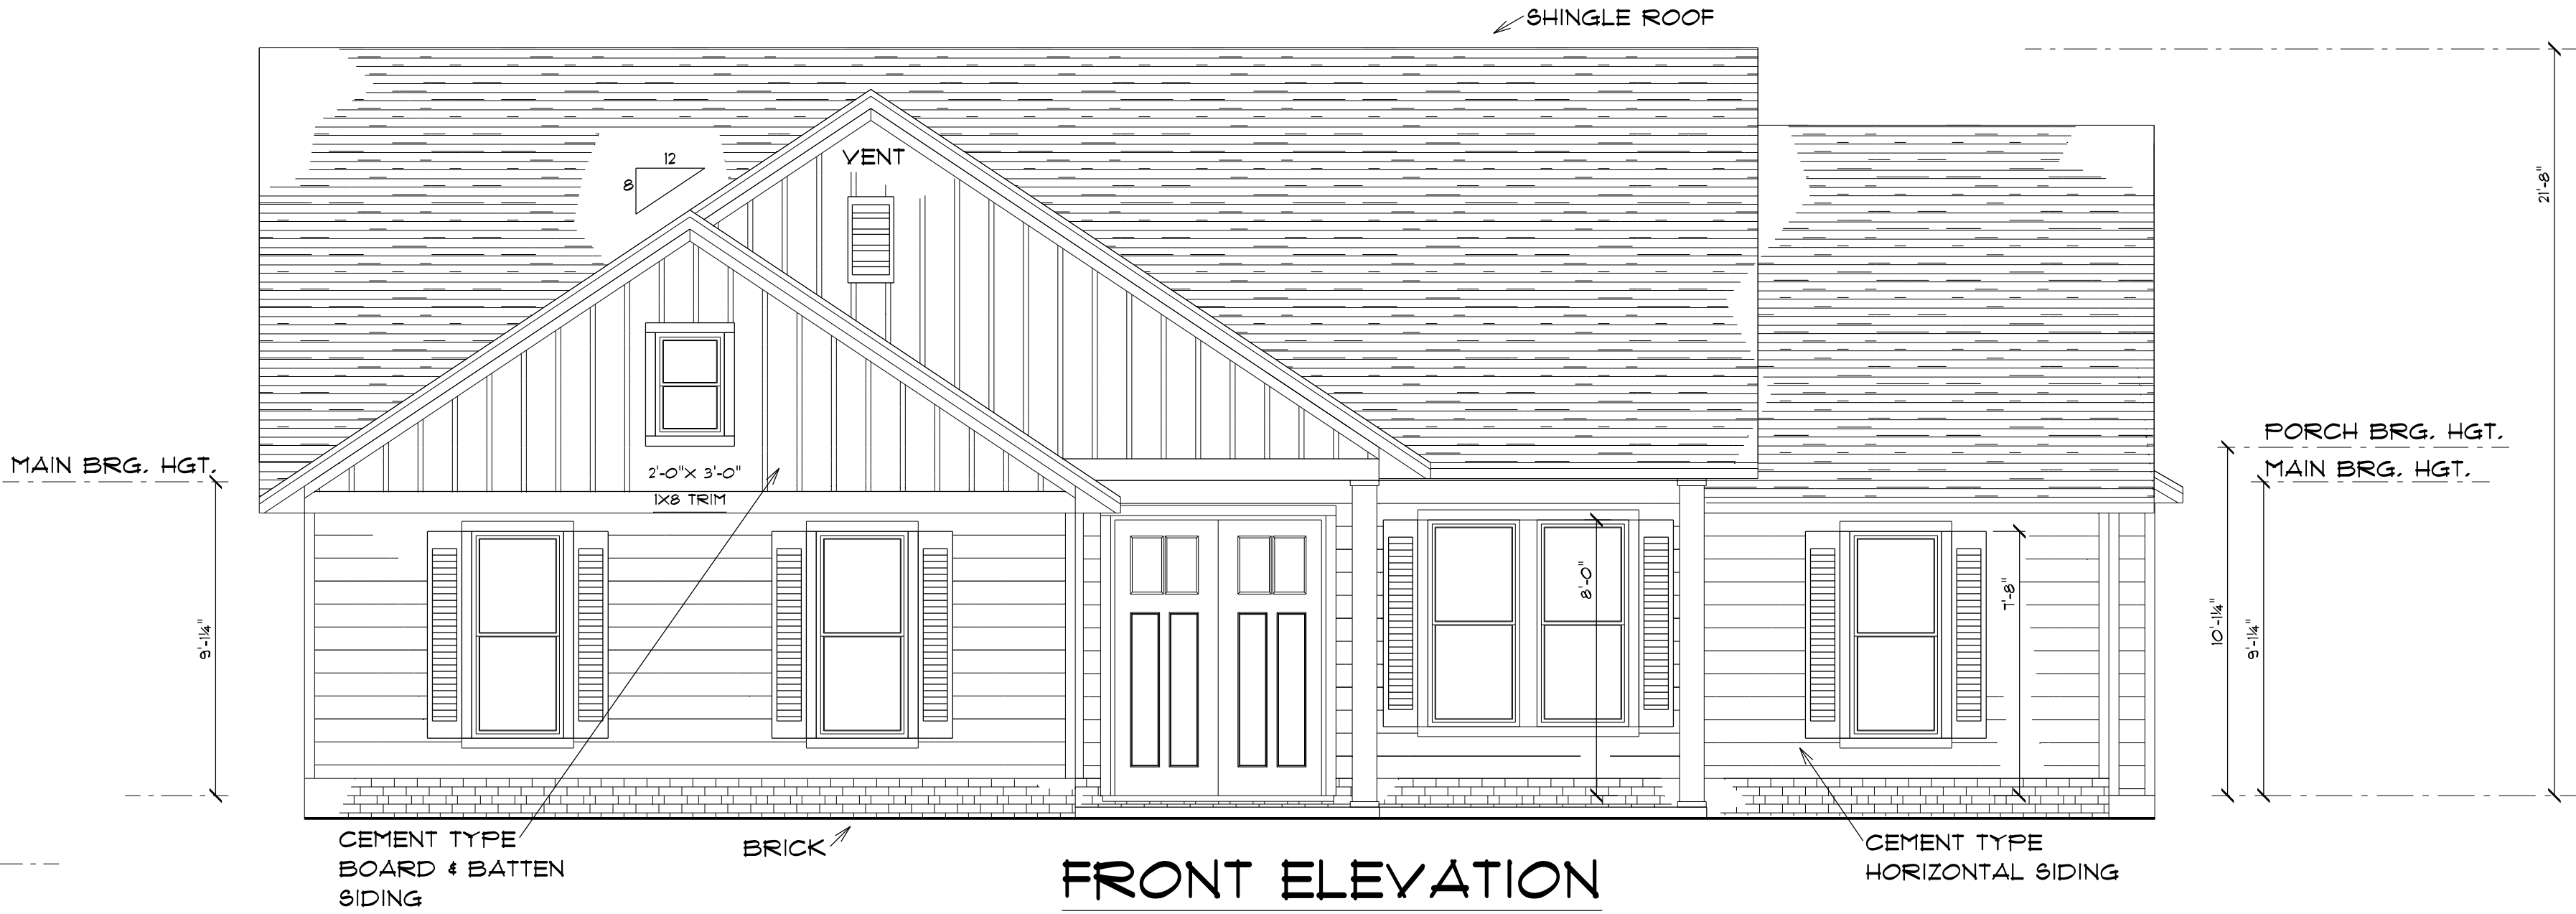 SHINGLE ROOF
12
8
VENT
21'-8"
PORCH BRG. HGT.
MAIN BRG. HGT.
MAIN BRG. HGT.
2'-0"X 3'-0"
1X8 TRIM
9'-1¼"
8'-0"
7'-8"
10'-1¼"
9'-1¼"
CEMENT TYPE
BOARD & BATTEN
SIDING
BRICK
CEMENT TYPE
HORIZONTAL SIDING
FRONT ELEVATION